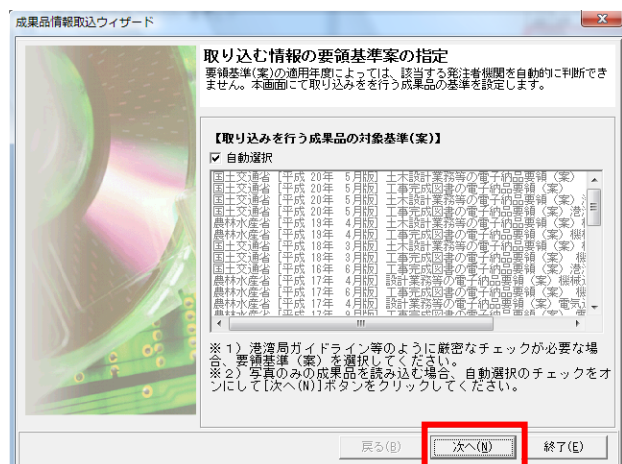 成果品情報取込ウィザード
取り込む情報の要領基準案の指定
要領基準(案)の適用年度によっては、該当する発注者機関を自動的に判断でき
ません。本画面にて取り込みをを行う成果品の基準を設定します。
【取り込みを行う成果品の対象基準(案)】
自動選択
国土交通省 [平成 20年 5月版] 土木設計業務等の電子納品要領（案）
国土交通省 [平成 20年 5月版] 工事完成図書の電子納品要領（案）
国土交通省 [平成 20年 5月版] 土木設計業務等の電子納品要領（案）
国土交通省 [平成 20年 5月版] 工事完成図書の電子納品要領（案）港
農林水産省 [平成 19年 4月版] 土木設計業務等の電子納品要領（案）
農林水産省 [平成 19年 4月版] 工事完成図書の電子納品要領（案）機
国土交通省 [平成 18年 3月版] 土木設計業務等の電子納品要領（案）
国土交通省 [平成 18年 3月版] 工事完成図書の電子納品要領（案） 機
国土交通省 [平成 16年 6月版] 工事完成図書の電子納品要領（案）港
農林水産省 [平成 17年 4月版] 設計業務等の電子納品要領（案）機械
農林水産省 [平成 17年 6月版] 工事完成図書の電子納品要領（案） 機
農林水産省 [平成 17年 4月版] 設計業務等の電子納品要領（案）電気
※１）港湾局ガイドライン等のように厳密なチェックが必要な場
合、要領基準（案）を選択してください。
※２）写真のみの成果品を読み込む場合、自動選択のチェックをオ
ンにして[次へ(N)]ボタンをクリックしてください。
戻る(B)
次へ(N)
終了(E)